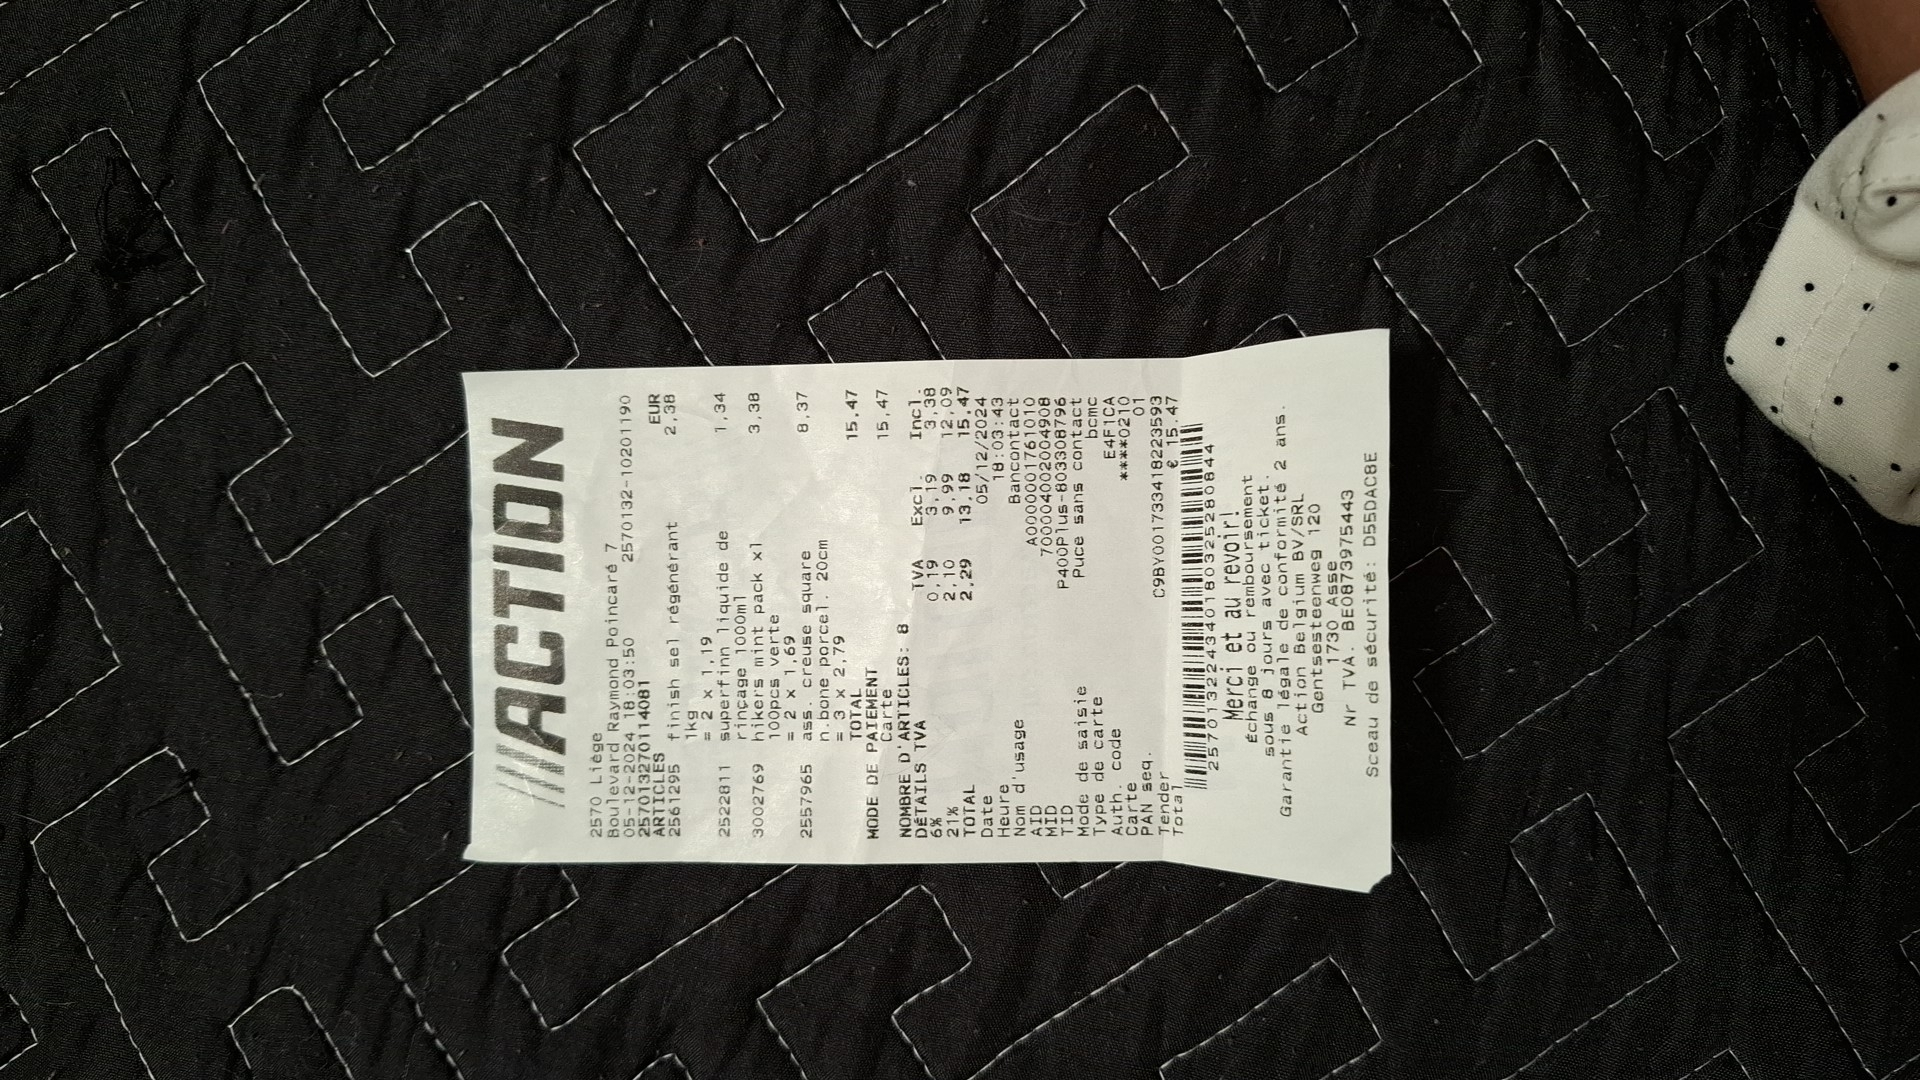 ACTION
2570 Liège
Boulevard Raymond Poincaré 7
05-12-2024 18:03:50 2570132-10201190
257013270114081
ARTICLES EUR
2561295 finish sel régénérant 2,38
1kg
= 2 x 1,19
2522811 superfinn liquide de 1,34
rinçage 1000ml
3002769 hikers mint pack x1 3,38
100pcs verte
= 2 x 1,69
2557965 ass. creuse square 8,37
n.bone porcel. 20cm
= 3 x 2,79
TOTAL 15.47
MODE DE PAIEMENT
Carte 15,47
NOMBRE D'ARTICLES: 8
DÉTAILS TVA TVA Excl. Incl.
6% 0,19 3,19 3,38
21% 2,10 9,99 12,09
TOTAL 2,29 13,18 15,47
Date 05/12/2024
Heure 18:03:43
Nom d'usage Bancontact
AID A0000001761010
MID 700004002004908
TID P400Plus-803308796
Mode de saisie Puce sans contact
Type de carte bcmc
Auth. code E4F1CA
Carte ****0210
PAN seq. 01
Tender C9BY001733418223593
Total € 15,47
257013224340180325280844
Merci et au revoir!
Échange ou remboursement
sous 8 jours avec ticket.
Garantie légale de conformité 2 ans.
Action Belgium BV/SRL
Gentsesteenweg 120
1730 Asse
Nr TVA. BE0873975443
Sceau de sécurité: D55DAC8E